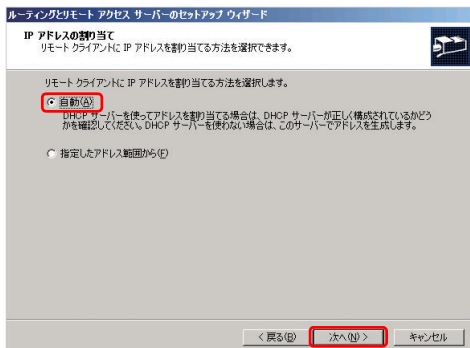 ルーティングとリモート アクセス サーバーのセットアップ ウィザード
IP アドレスの割り当て
リモート クライアントに IP アドレスを割り当てる方法を選択できます。
リモート クライアントに IP アドレスを割り当てる方法を選択します。
自動(A)
DHCP サーバーを使ってアドレスを割り当てる場合は、DHCP サーバーが正しく構成されているかどう
かを確認してください。DHCP サーバーを使わない場合は、このサーバーでアドレスを生成します。
指定したアドレス範囲から(F)
< 戻る(B)
次へ(N) >
キャンセル